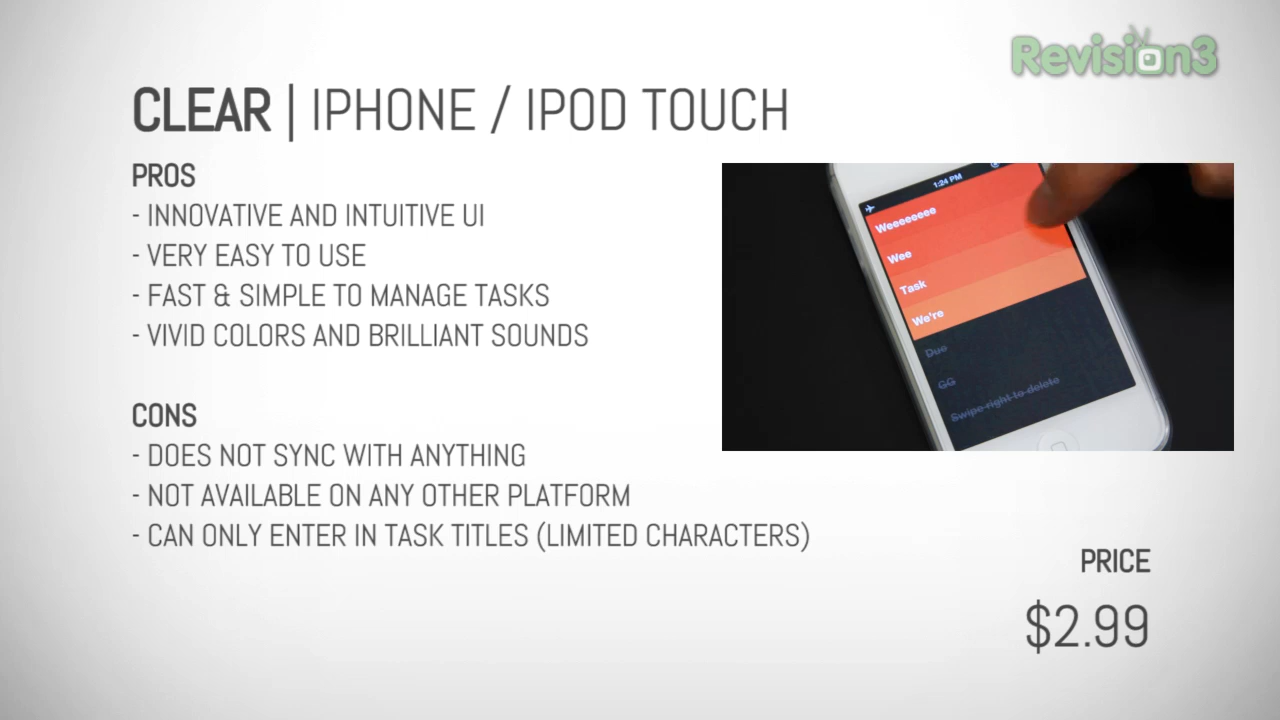 Revision3
CLEAR | IPHONE / IPOD TOUCH
PROS
- INNOVATIVE AND INTUITIVE UI
- VERY EASY TO USE
- FAST & SIMPLE TO MANAGE TASKS
- VIVID COLORS AND BRILLIANT SOUNDS
CONS
- DOES NOT SYNC WITH ANYTHING
- NOT AVAILABLE ON ANY OTHER PLATFORM
- CAN ONLY ENTER IN TASK TITLES (LIMITED CHARACTERS)
1:24 PM
Weeeeeeee
Wee
Task
We're
Duo
GG
Swipe right to delete
PRICE
$2.99